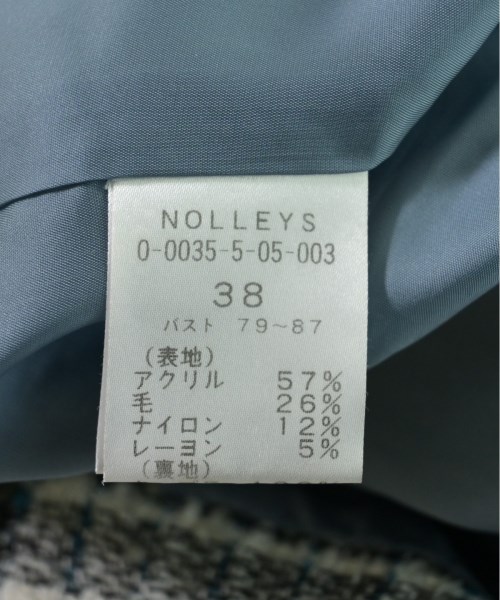 NOLLEYS
0-0035-5-05-003
38
バスト 79~87
(表地)
アクリル 57%
毛 26%
ナイロン 12%
レーヨン 5%
(裏地)